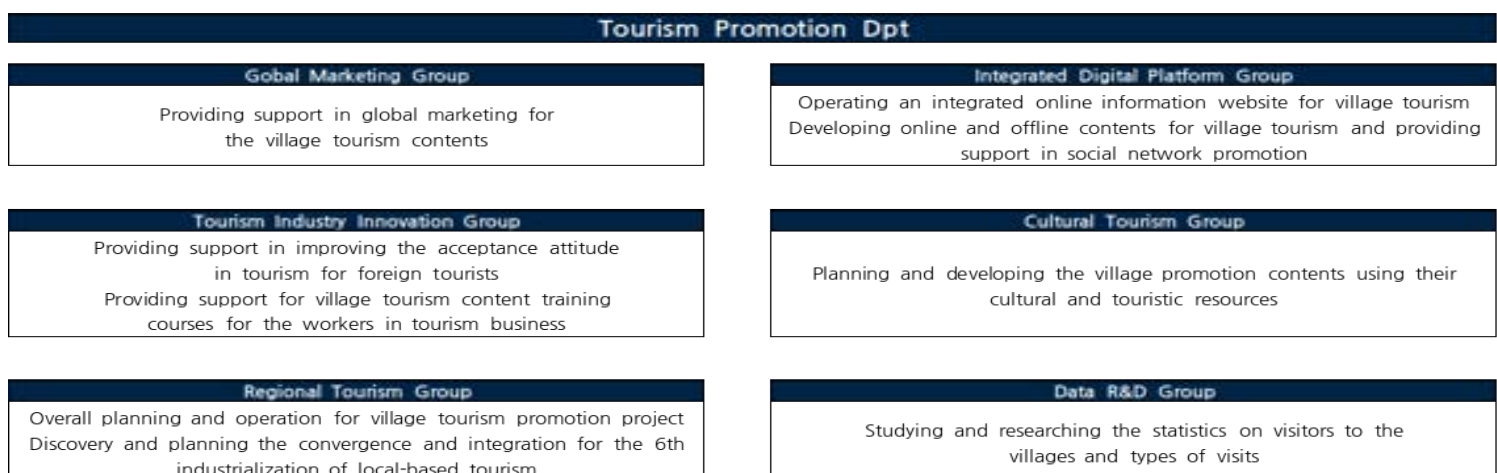 Tourism Promotion Dpt
Gobal Marketing Group
Providing support in global marketing for
the village tourism contents
Integrated Digital Platform Group
Operating an integrated online information website for village tourism
Developing online and offline contents for village tourism and providing
support in social network promotion
Tourism Industry Innovation Group
Providing support in improving the acceptance attitude
in tourism for foreign tourists
Providing support for village tourism content training
courses for the workers in tourism business
Cultural Tourism Group
Planning and developing the village promotion contents using their
cultural and touristic resources
Regional Tourism Group
Overall planning and operation for village tourism promotion project
Discovery and planning the convergence and integration for the 6th
industrialization of local-based tourism
Data R&D Group
Studying and researching the statistics on visitors to the
villages and types of visits